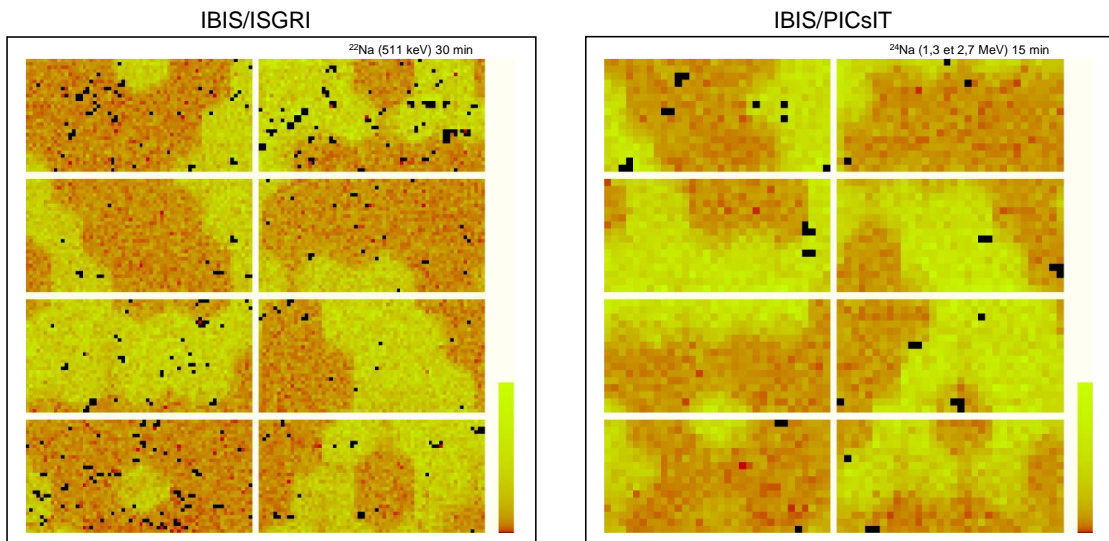 IBIS/ISGRI
IBIS/PICsIT
²²Na (511 keV) 30 min
²⁴Na (1,3 et 2,7 MeV) 15 min